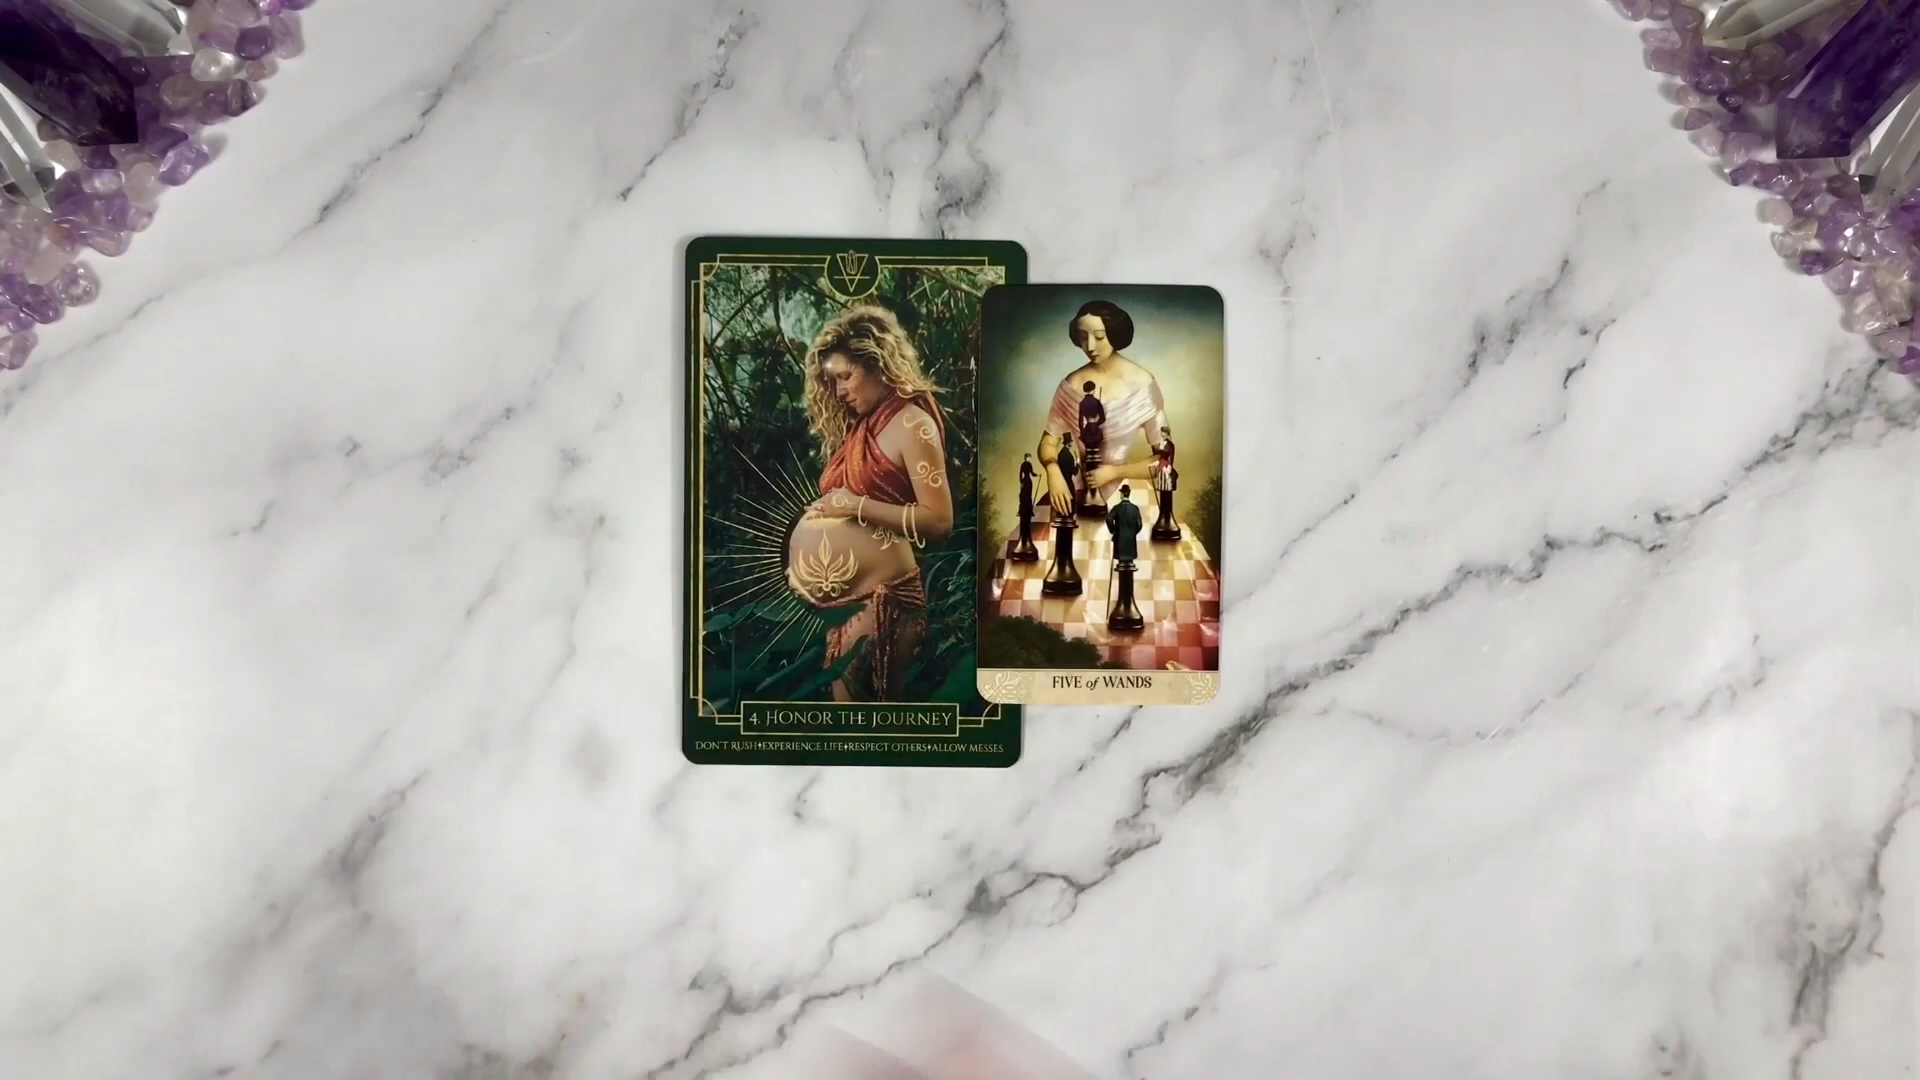 4. HONOR THE JOURNEY
DON'T RUSH✦EXPERIENCE LIFE✦RESPECT OTHERS✦ALLOW MESSES
FIVE of WANDS